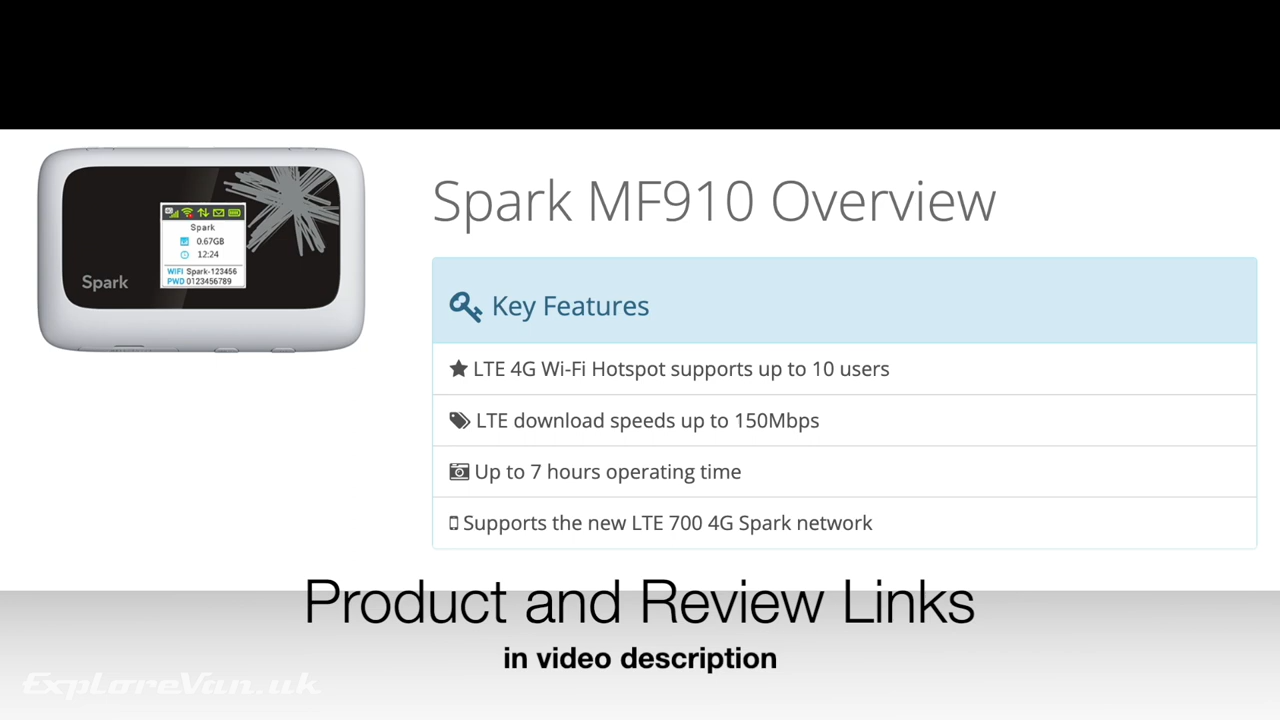 Spark MF910 Overview
Spark
0.67GB
12:24
WiFi Spark-123456
PWD 0123456789
Spark
Key Features
LTE 4G Wi-Fi Hotspot supports up to 10 users
LTE download speeds up to 150Mbps
Up to 7 hours operating time
Supports the new LTE 700 4G Spark network
Product and Review Links
in video description
ExploreVan.uk